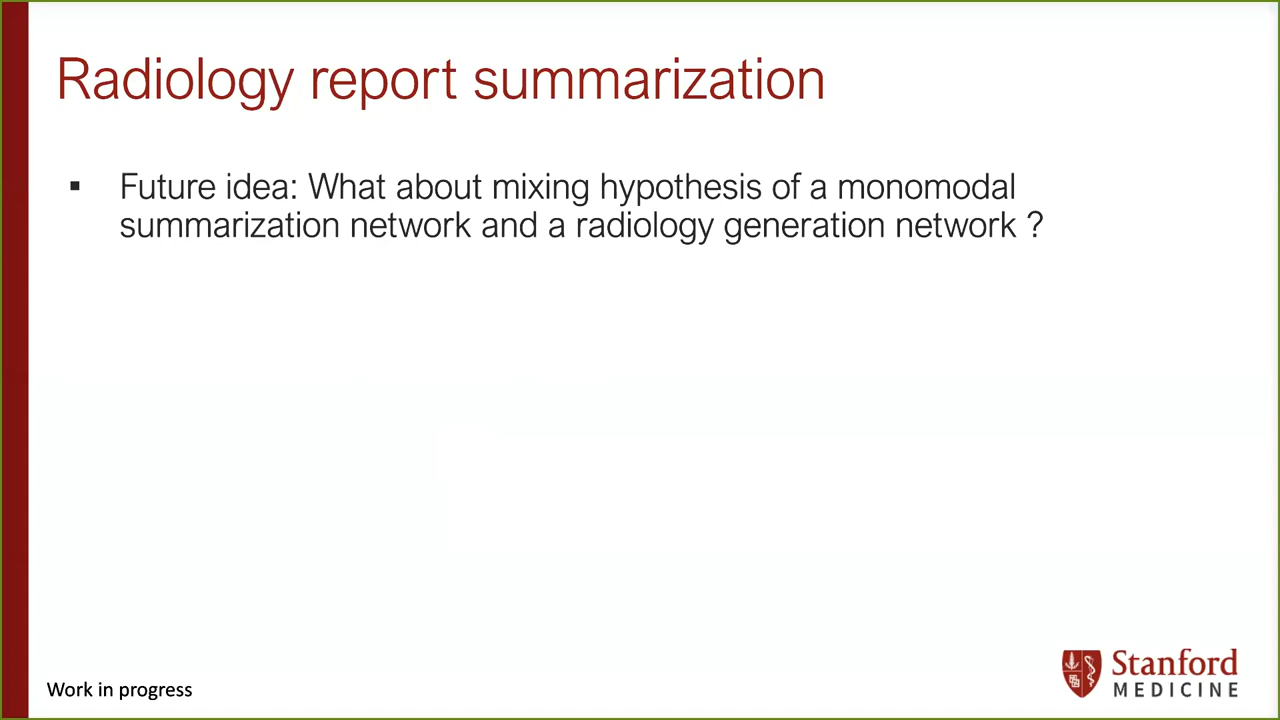 Radiology report summarization
▪ Future idea: What about mixing hypothesis of a monomodal
summarization network and a radiology generation network ?
Work in progress
Stanford
MEDICINE